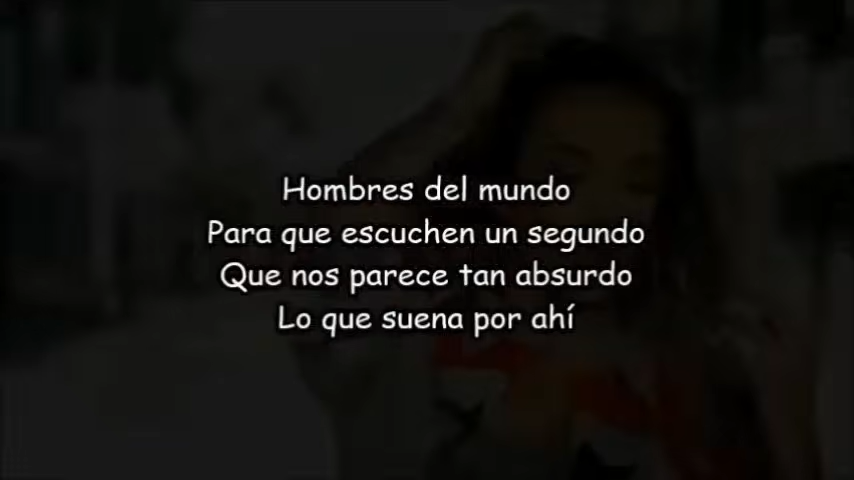 Hombres del mundo
Para que escuchen un segundo
Que nos parece tan absurdo
Lo que suena por ahí